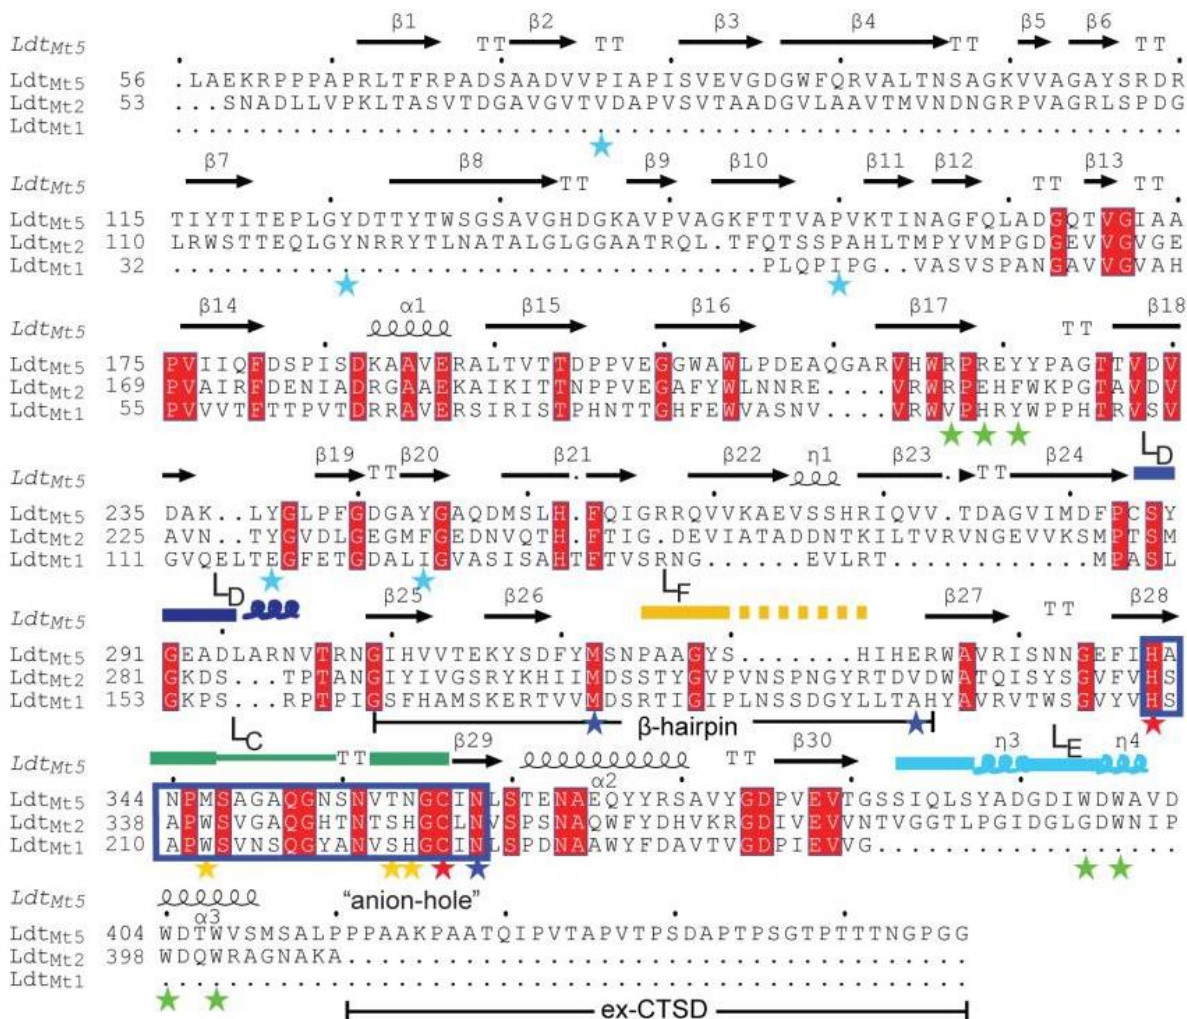 β1 β2 β3 β4 β5 β6
LdtMt5 TT TT TT TT
LdtMt5 56 .LAEKRPPPAPRLTFRPADSAADVVPIAPISVEVGDGWFQRVALTNSAGKVVAGAYSRDR
LdtMt2 53 ...SNADLLVPKLTASVTDGAVGVTVDAPVSVTAADGVLAAVTMVNDNGRPVAGRLSPDG
LdtMt1 ............................................................
β7 β8 β9 β10 β11 β12 β13
LdtMt5 TT TT TT
LdtMt5 115 TIYTITEPLGYDTTYTWSGSAVGHDGKAVPVAGKFTTVAPVKTINAGFQLADGQTVGIAA
LdtMt2 110 LRWSTTEQLGYNRRYTLNATALGLGGAATRQL.TFQTSSPAHLTMPYVMPGDGEVVGVGE
LdtMt1 32 ...................................PLQPIPG..VASVSPANGAVVGVAH
β14 α1 β15 β16 β17 β18
LdtMt5 TT
LdtMt5 175 PVIIQFDSPISDKAAVERALTVTTDPPVEGGWAWLPDEAQGARVHWRPREYYPAGTTVDV
LdtMt2 169 PVAIRFDENIADRGAAEKAIKITTNPPVEGAFYWLNNRE....VRWRPEHFWKPGTAVDV
LdtMt1 55 PVVVTFTTPVTDRRAVERSIRISTPHNTTGHFEWVASNV....VRWVPHRYWPPHTRVSV
β19 β20 β21 β22 η1 β23 β24 LD
LdtMt5 TT TT
LdtMt5 235 DAK..LYGLPFGDGAYGAQDMSLH.FQIGRRQVVKAEVSSHRIQVV.TDAGVIMDFPCSY
LdtMt2 225 AVN..TYGVDLGEGMFGEDNVQTH.FTIG.DEVIATADDNTKILTVRVNGEVVKSMPTSM
LdtMt1 111 GVQELTEGFETGDALIGVASISAHTFTVSRNG......EVLRT............MPASL
LD β25 β26 LF β27 β28
LdtMt5 TT
LdtMt5 291 GEADLARNVTRNGIHVVTEKYSDFYMSNPAAGYS.......HIHERWAVRISNNGEFIHA
LdtMt2 281 GKDS...TPTANGIYIVGSRYKHIIMDSSTYGVPVNSPNGYRTDVDWATQISYSGVFVHS
LdtMt1 153 GKPS...RPTPIGSFHAMSKERTVVMDSRTIGIPLNSSDGYLLTAHYAVRVTWSGVYVHS
β-hairpin
LC β29 α2 β30 η3 LE η4
LdtMt5 TT TT
LdtMt5 344 NPMSAGAQGNSNVTNGCINLSTENAEQYYRSAVYGDPVEVTGSSIQLSYADGDIWDWAVD
LdtMt2 338 APWSVGAQGHTNTSHGCLNVSPSNAQWFYDHVKRGDIVEVVNTVGGTLPGIDGLGDWNIP
LdtMt1 210 APWSVNSQGYANVSHGCINLSPDNAAWYFDAVTVGDPIEVVG..................
LdtMt5 α3 “anion-hole”
LdtMt5 404 WDTWVSMSALPPPAAKPAATQIPVTAPVTPSDAPTPSGTPTTTNGPGG
LdtMt2 398 WDQWRAGNAKA.....................................
LdtMt1 ................................................
ex-CTSD